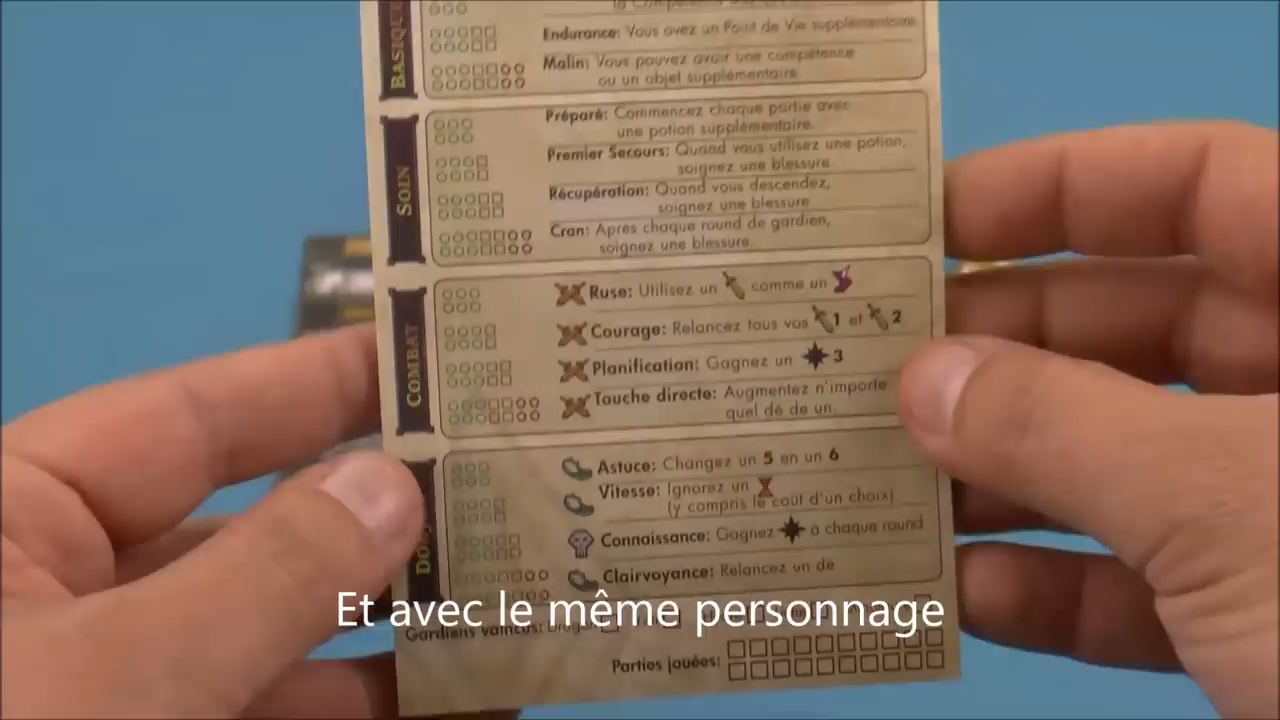 BASIQUE
Endurance: Vous avez un Point de Vie supplémentaire
Malin: Vous pouvez avoir une compétence
ou un objet supplémentaire
SOIN
Préparé: Commencez chaque partie avec
une potion supplémentaire.
Premier Secours: Quand vous utilisez une potion,
soignez une blessure
Récupération: Quand vous descendez,
soignez une blessure
Cran: Après chaque round de gardien,
soignez une blessure
COMBAT
Ruse: Utilisez un comme un
Courage: Relancez tous vos 1 et 2
Planification: Gagnez un 3
Touche directe: Augmentez n'importe
quel dé de un.
Astuce: Changez un 5 en un 6
Vitesse: Ignorez un
(y compris le coût d'un choix)
Connaissance: Gagnez à chaque round
Clairvoyance: Relancez un dé
Et avec le même personnage
Gardiens vaincus:
Parties jouées: